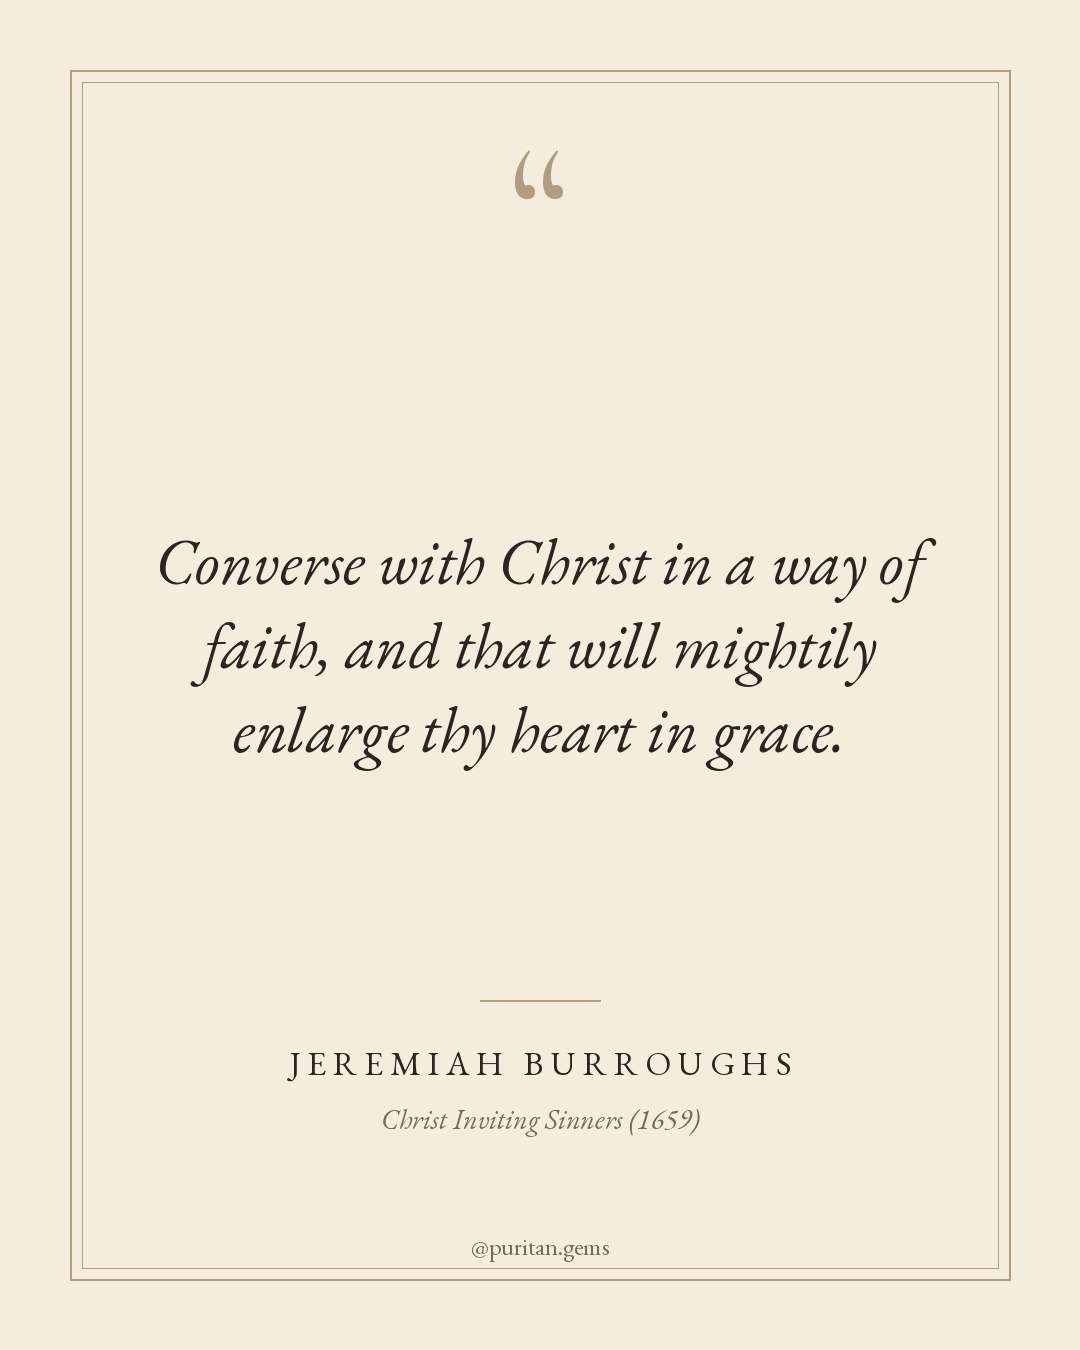 “
Converse with Christ in a way of
faith, and that will mightily
enlarge thy heart in grace.
JEREMIAH BURROUGHS
Christ Inviting Sinners (1659)
@puritan.gems